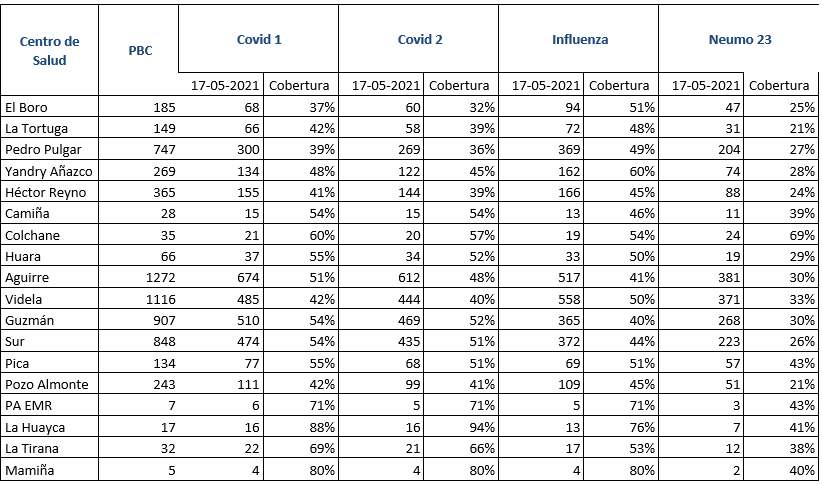 Centro de Salud PBC Covid 1 Covid 2 Influenza Neumo 23
17-05-2021 Cobertura 17-05-2021 Cobertura 17-05-2021 Cobertura 17-05-2021 Cobertura
El Boro 185 68 37% 60 32% 94 51% 47 25%
La Tortuga 149 66 42% 58 39% 72 48% 31 21%
Pedro Pulgar 747 300 39% 269 36% 369 49% 204 27%
Yandry Añazco 269 134 48% 122 45% 162 60% 74 28%
Héctor Reyno 365 155 41% 144 39% 166 45% 88 24%
Camiña 28 15 54% 15 54% 13 46% 11 39%
Colchane 35 21 60% 20 57% 19 54% 24 69%
Huara 66 37 55% 34 52% 33 50% 19 29%
Aguirre 1272 674 51% 612 48% 517 41% 381 30%
Videla 1116 485 42% 444 40% 558 50% 371 33%
Guzmán 907 510 54% 469 52% 365 40% 268 30%
Sur 848 474 54% 435 51% 372 44% 223 26%
Pica 134 77 55% 68 51% 69 51% 57 43%
Pozo Almonte 243 111 42% 99 41% 109 45% 51 21%
PA EMR 7 6 71% 5 71% 5 71% 3 43%
La Huayca 17 16 88% 16 94% 13 76% 7 41%
La Tirana 32 22 69% 21 66% 17 53% 12 38%
Mamiña 5 4 80% 4 80% 4 80% 2 40%